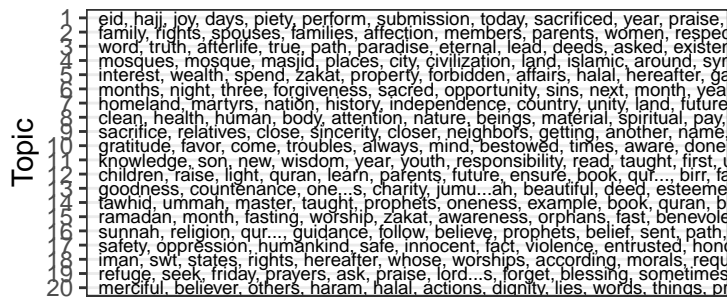 Topic
1 eid, hajj, joy, days, piety, perform, submission, today, sacrificed, year, praise,
2 family, rights, spouses, families, affection, members, parents, women, respec
3 word, truth, afterlife, true, path, paradise, eternal, lead, deeds, asked, existen
4 mosques, mosque, masjid, places, city, civilization, land, islamic, around, syr
5 interest, wealth, spend, zakat, property, forbidden, affairs, halal, hereafter, ga
6 months, night, three, forgiveness, sacred, opportunity, sins, next, month, yea
7 homeland, martyrs, nation, history, independence, country, unity, land, future
8 clean, health, human, body, attention, nature, beings, material, spiritual, pay,
9 sacrifice, relatives, close, sincerity, closer, neighbors, getting, another, name
10 gratitude, favor, come, troubles, always, mind, bestowed, times, aware, done
11 knowledge, son, new, wisdom, year, youth, responsibility, read, taught, first, u
12 children, raise, light, quran, learn, parents, future, ensure, book, qur..., birr, fa
13 goodness, countenance, one...s, charity, jumu...ah, beautiful, deed, esteeme
14 tawhid, ummah, master, taught, prophets, oneness, example, book, quran, p
15 ramadan, month, fasting, worship, zakat, awareness, orphans, fast, benevole
16 sunnah, religion, qur..., guidance, follow, believe, prophets, belief, sent, path,
17 safety, oppression, humankind, safe, innocent, fact, violence, entrusted, hono
18 iman, swt, states, rights, hereafter, whose, worships, according, morals, requ
19 refuge, seek, friday, prayers, ask, praise, lord...s, forget, blessing, sometimes
20 merciful, believer, others, haram, halal, actions, dignity, lies, words, things, pr